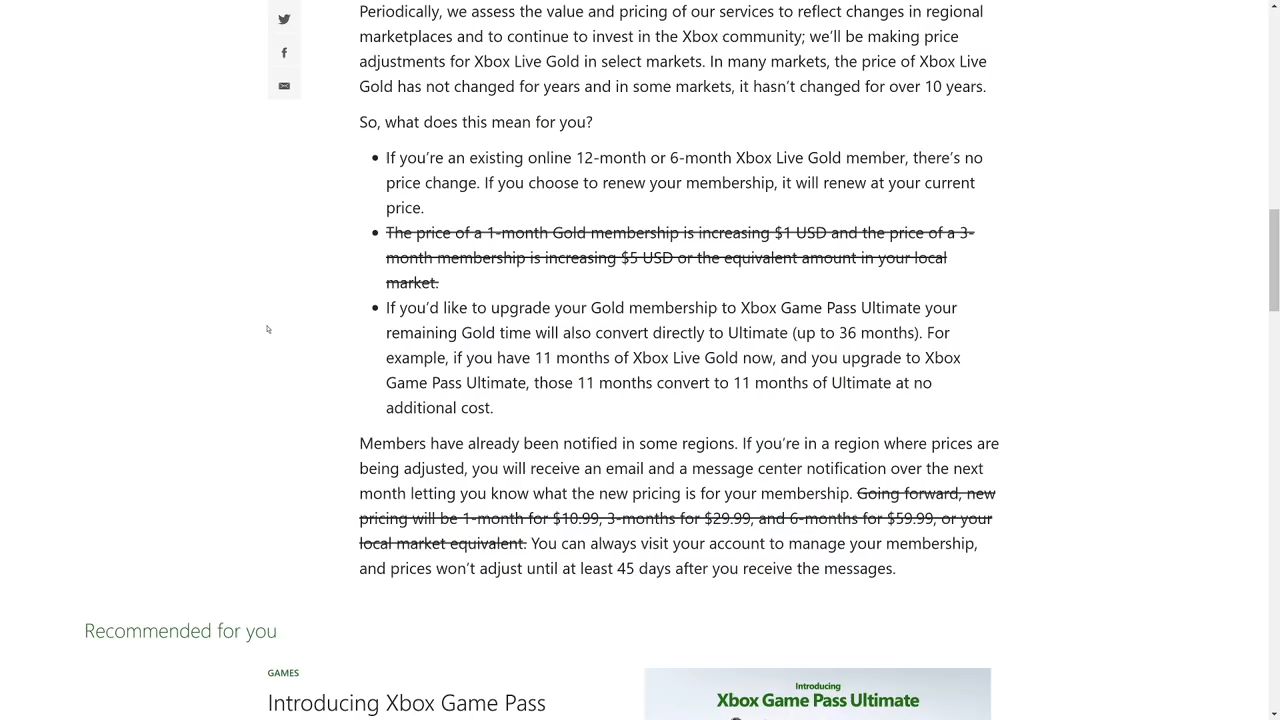 Periodically, we assess the value and pricing of our services to reflect changes in regional
marketplaces and to continue to invest in the Xbox community; we’ll be making price
adjustments for Xbox Live Gold in select markets. In many markets, the price of Xbox Live
Gold has not changed for years and in some markets, it hasn’t changed for over 10 years.
So, what does this mean for you?
• If you’re an existing online 12-month or 6-month Xbox Live Gold member, there’s no
price change. If you choose to renew your membership, it will renew at your current
price.
• The price of a 1-month Gold membership is increasing $1 USD and the price of a 3-
month membership is increasing $5 USD or the equivalent amount in your local
market.
• If you’d like to upgrade your Gold membership to Xbox Game Pass Ultimate your
remaining Gold time will also convert directly to Ultimate (up to 36 months). For
example, if you have 11 months of Xbox Live Gold now, and you upgrade to Xbox
Game Pass Ultimate, those 11 months convert to 11 months of Ultimate at no
additional cost.
Members have already been notified in some regions. If you’re in a region where prices are
being adjusted, you will receive an email and a message center notification over the next
month letting you know what the new pricing is for your membership. Going forward, new
pricing will be 1-month for $10.99, 3-months for $29.99, and 6-months for $59.99, or your
local market equivalent. You can always visit your account to manage your membership,
and prices won’t adjust until at least 45 days after you receive the messages.
Recommended for you
GAMES
Introducing Xbox Game Pass
Introducing
Xbox Game Pass Ultimate